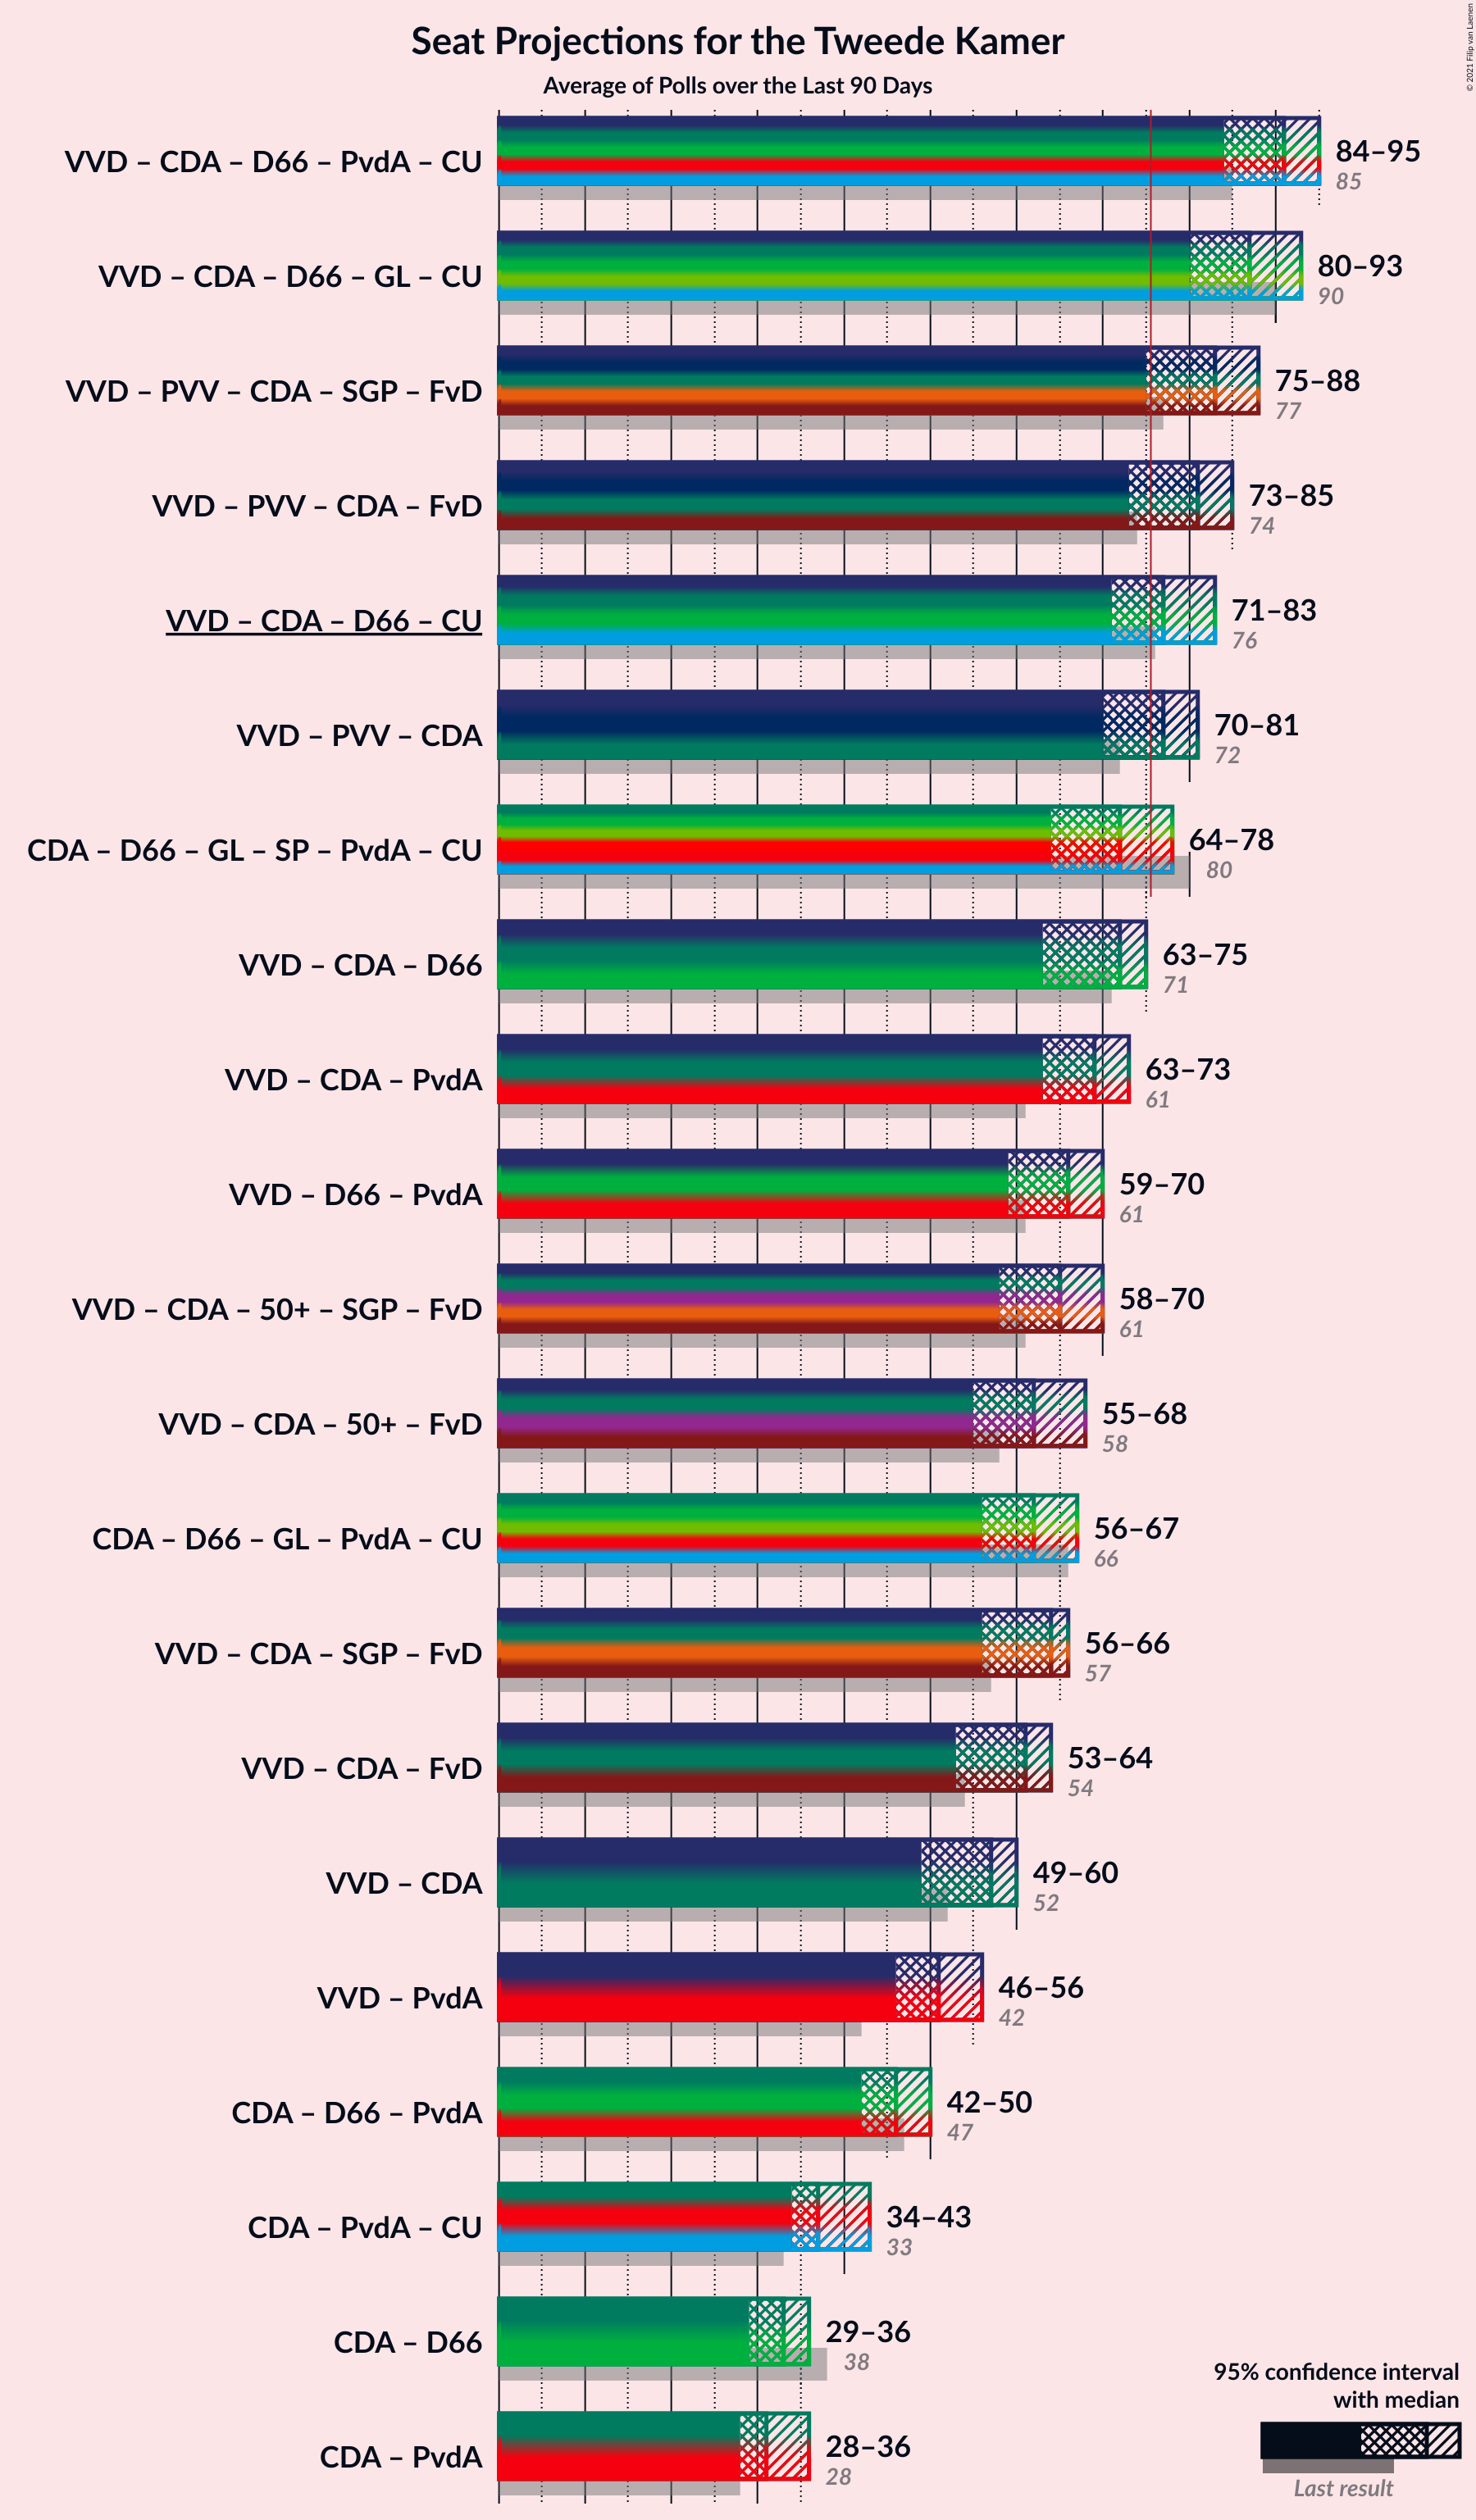 Seat Projections for the Tweede Kamer
Average of Polls over the Last 90 Days
© 2021 Filip van Laenen
VVD – CDA – D66 – PvdA – CU
84–95
85
VVD – CDA – D66 – GL – CU
80–93
90
VVD – PVV – CDA – SGP – FvD
75–88
77
VVD – PVV – CDA – FvD
73–85
74
VVD – CDA – D66 – CU
71–83
76
VVD – PVV – CDA
70–81
72
CDA – D66 – GL – SP – PvdA – CU
64–78
80
VVD – CDA – D66
63–75
71
VVD – CDA – PvdA
63–73
61
VVD – D66 – PvdA
59–70
61
VVD – CDA – 50+ – SGP – FvD
58–70
61
VVD – CDA – 50+ – FvD
55–68
58
CDA – D66 – GL – PvdA – CU
56–67
66
VVD – CDA – SGP – FvD
56–66
57
VVD – CDA – FvD
53–64
54
VVD – CDA
49–60
52
VVD – PvdA
46–56
42
CDA – D66 – PvdA
42–50
47
CDA – PvdA – CU
34–43
33
CDA – D66
29–36
38
CDA – PvdA
28–36
28
95% confidence interval
with median
Last result